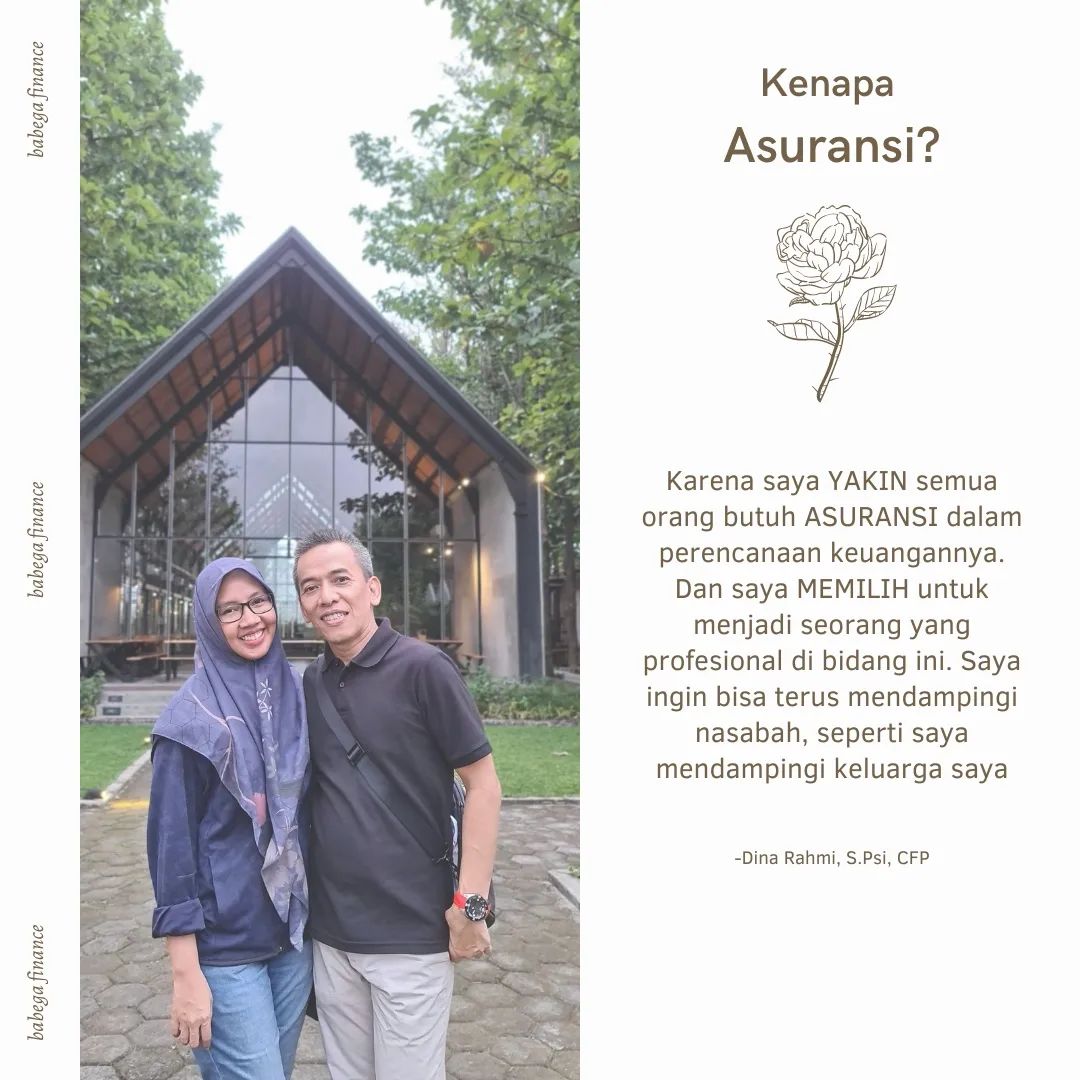 babega finance
babega finance
babega finance
Kenapa
Asuransi?
Karena saya YAKIN semua
orang butuh ASURANSI dalam
perencanaan keuangannya.
Dan saya MEMILIH untuk
menjadi seorang yang
profesional di bidang ini. Saya
ingin bisa terus mendampingi
nasabah, seperti saya
mendampingi keluarga saya
-Dina Rahmi, S.Psi, CFP